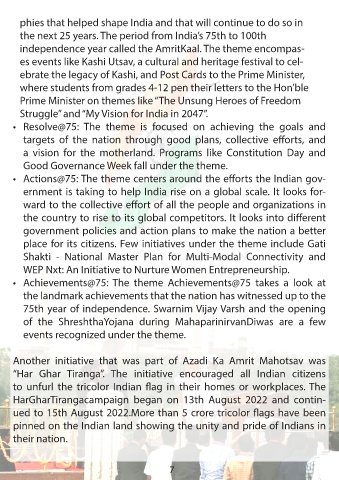 phies that helped shape India and that will continue to do so in
the next 25 years. The period from India's 75th to 100th
independence year called the AmritKaal. The theme encompas-
es events like Kashi Utsav, a cultural and heritage festival to cel-
ebrate the legacy of Kashi, and Post Cards to the Prime Minister,
where students from grades 4-12 pen their letters to the Hon'ble
Prime Minister on themes like "The Unsung Heroes of Freedom
Struggle" and "My Vision for India in 2047".
• Resolve@75: The theme is focused on achieving the goals and
targets of the nation through good plans, collective efforts, and
a vision for the motherland. Programs like Constitution Day and
Good Governance Week fall under the theme.
• Actions@75: The theme centers around the efforts the Indian gov-
ernment is taking to help India rise on a global scale. It looks for-
ward to the collective effort of all the people and organizations in
the country to rise to its global competitors. It looks into different
government policies and action plans to make the nation a better
place for its citizens. Few initiatives under the theme include Gati
Shakti - National Master Plan for Multi-Modal Connectivity and
WEP Nxt: An Initiative to Nurture Women Entrepreneurship.
• Achievements@75: The theme Achievements@75 takes a look at
the landmark achievements that the nation has witnessed up to the
75th year of independence. Swarnim Vijay Varsh and the opening
of the ShreshthaYojana during MahaparinirvanDiwas are a few
events recognized under the theme.
Another initiative that was part of Azadi Ka Amrit Mahotsav was
"Har Ghar Tiranga". The initiative encouraged all Indian citizens
to unfurl the tricolor Indian flag in their homes or workplaces. The
HarGharTirangacampaign began on 13th August 2022 and contin-
ued to 15th August 2022.More than 5 crore tricolor flags have been
pinned on the Indian land showing the unity and pride of Indians in
their nation.
7